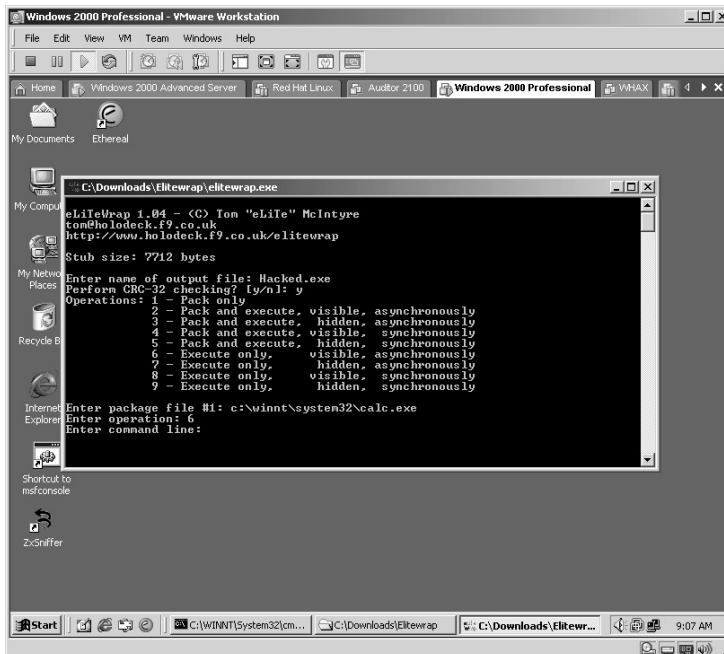 Windows 2000 Professional - VMware Workstation
File Edit View VM Team Windows Help
Home Windows 2000 Advanced Server Red Hat Linux Auditor 2100 Windows 2000 Professional WHAX
My Documents
Ethereal
C:\Downloads\Elitewrap\elitewrap.exe
My Compu
eLiTeWrap 1.04 - (C) Tom "eLiTe" McIntyre
tom@holodeck.f9.co.uk
http://www.holodeck.f9.co.uk/elitewrap
Stub size: 7712 bytes
My Netwo
Places
Enter name of output file: Hacked.exe
Perform CRC-32 checking? [y/n]: y
Operations: 1 - Pack only
2 - Pack and execute, visible, asynchronously
3 - Pack and execute, hidden, asynchronously
4 - Pack and execute, visible, synchronously
5 - Pack and execute, hidden, synchronously
6 - Execute only, visible, asynchronously
7 - Execute only, hidden, asynchronously
8 - Execute only, visible, synchronously
9 - Execute only, hidden, synchronously
Recycle B
Enter package file #1: c:\winnt\system32\calc.exe
Enter operation: 6
Enter command line:
Internet
Explorer
Shortcut to
msfconsole
ZxSniffer
Start C:\WINNT\System32\cm... C:\Downloads\Elitewrap C:\Downloads\Elitewr... 9:07 AM